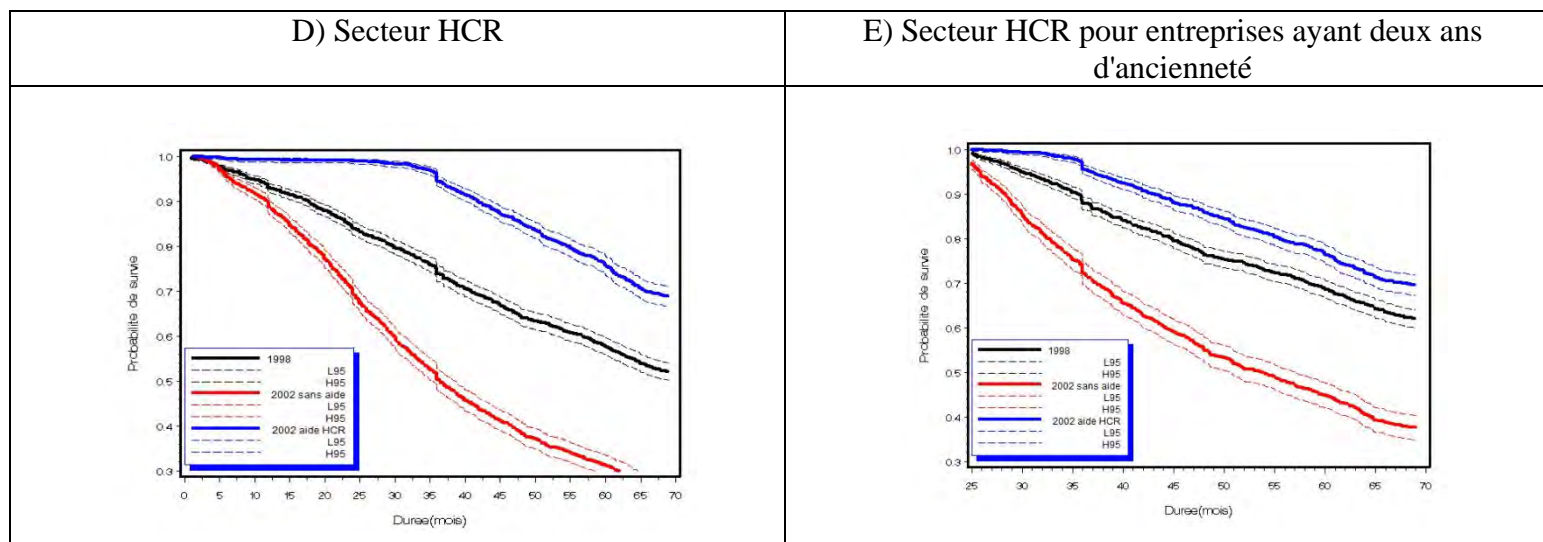 D) Secteur HCR
E) Secteur HCR pour entreprises ayant deux ans
d'ancienneté
1.0
0.9
0.8
0.7
0.6
0.5
0.4
0.3
Probabilite de survie
1998
L95
H95
2002 sans aide
L95
H95
2002 aide HCR
L95
H95
0 5 10 15 20 25 30 35 40 45 50 55 60 65 70
Duree(mois)
1.0
0.9
0.8
0.7
0.6
0.5
0.4
0.3
Probabilite de survie
1998
L95
H95
2002 sans aide
L95
H95
2002 aide HCR
L95
H95
25 30 35 40 45 50 55 60 65 70
Duree(mois)